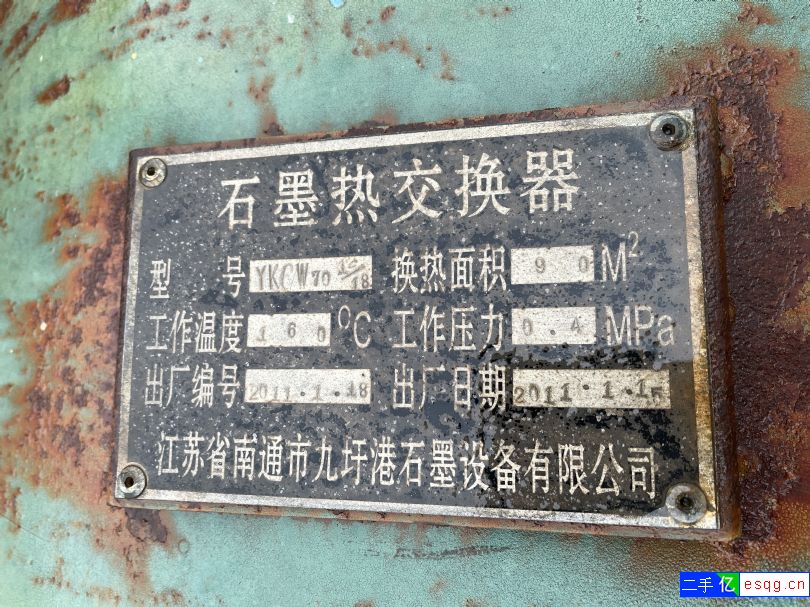 石墨热交换器
型 号 YKCW70 18 换热面积 90 M²
工作温度 160 ℃ 工作压力 0.4 MPa
出厂编号 2011·1·18 出厂日期 2011·1·15
江苏省南通市九圩港石墨设备有限公司
二手亿 esqg.cn